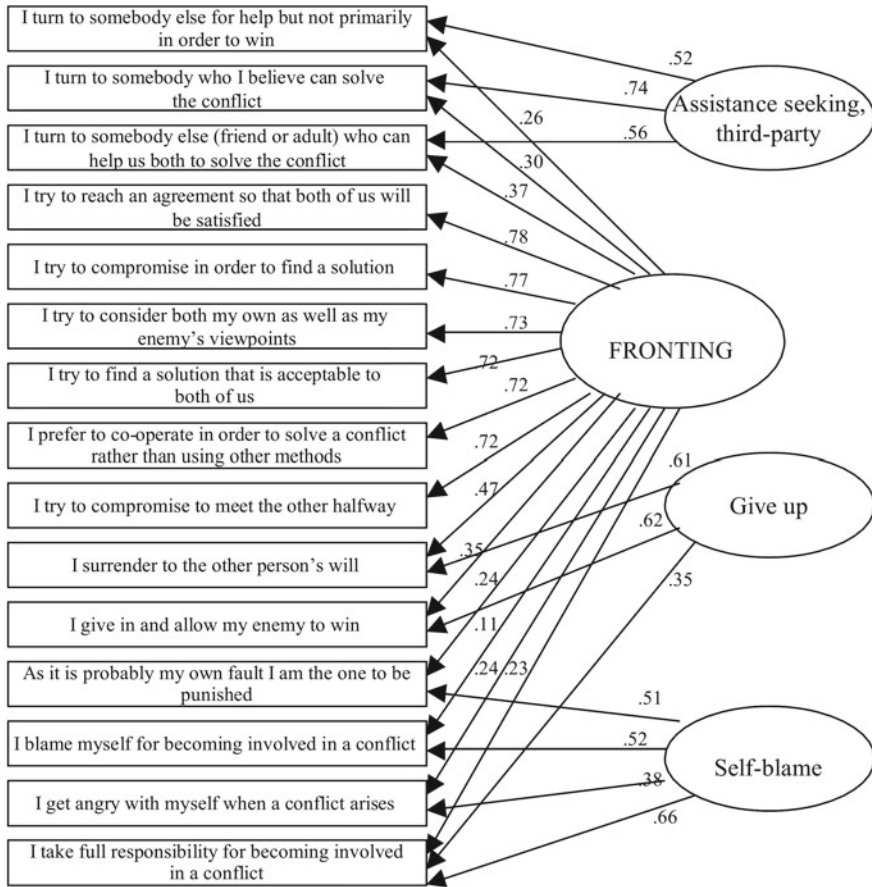 I turn to somebody else for help but not primarily
in order to win
I turn to somebody who I believe can solve
the conflict
I turn to somebody else (friend or adult) who can
help us both to solve the conflict
I try to reach an agreement so that both of us will
be satisfied
I try to compromise in order to find a solution
I try to consider both my own as well as my
enemy's viewpoints
I try to find a solution that is acceptable to
both of us
I prefer to co-operate in order to solve a conflict
rather than using other methods
I try to compromise to meet the other halfway
I surrender to the other person's will
I give in and allow my enemy to win
As it is probably my own fault I am the one to be
punished
I blame myself for becoming involved in a conflict
I get angry with myself when a conflict arises
I take full responsibility for becoming involved
in a conflict
.52
.74
.56
Assistance seeking,
third-party
.26
.30
.37
.78
.77
.73
.72
.72
.72
.47
.35
.24
.11
.24
.23
FRONTING
.61
.62
.35
Give up
.51
.52
.38
.66
Self-blame